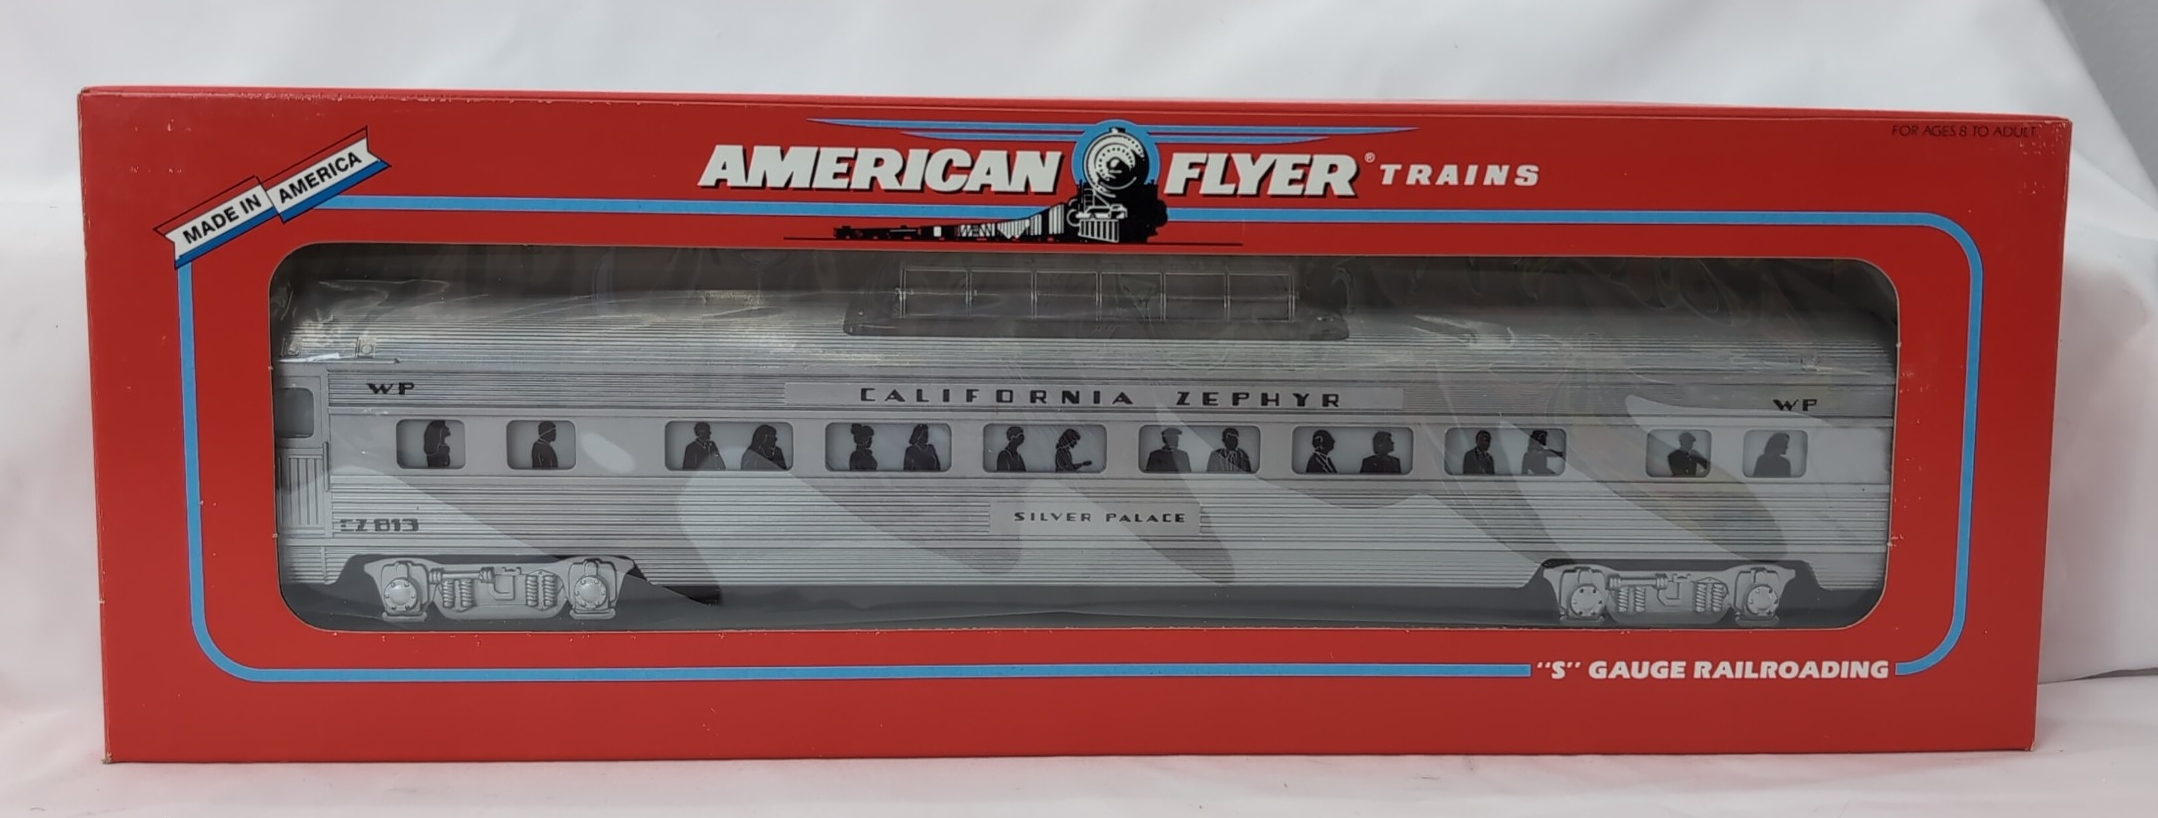 FOR AGES 8 TO ADULT
AMERICAN FLYER® TRAINS
MADE IN AMERICA
WP CALIFORNIA ZEPHYR WP
SILVER PALACE
CZ 813
"S" GAUGE RAILROADING